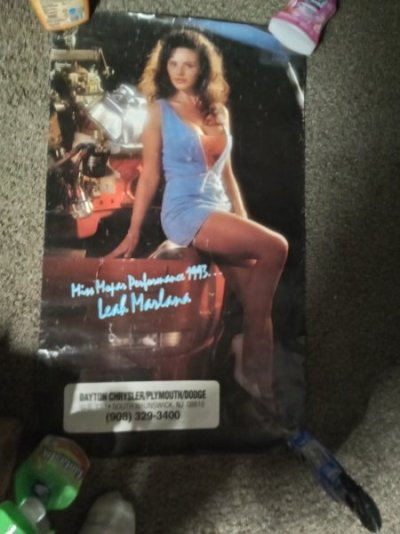 Miss Mopar Performance 1993...
Leah Marlana
DAYTON CHRYSLER/PLYMOUTH/DODGE
SOUTH BRUNSWICK, NJ
(908) 329-3400